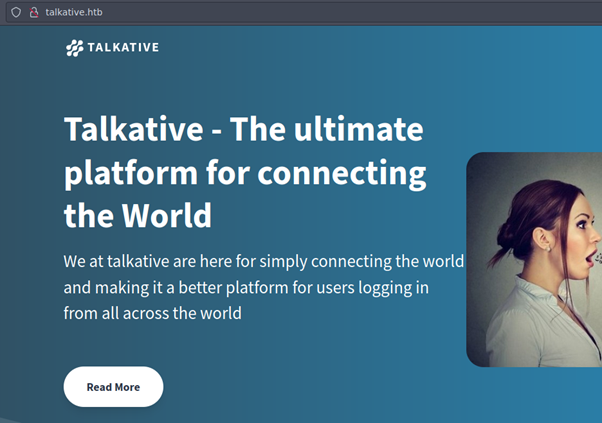 talkative.htb
TALKATIVE
Talkative - The ultimate
platform for connecting
the World
We at talkative are here for simply connecting the world
and making it a better platform for users logging in
from all across the world
Read More